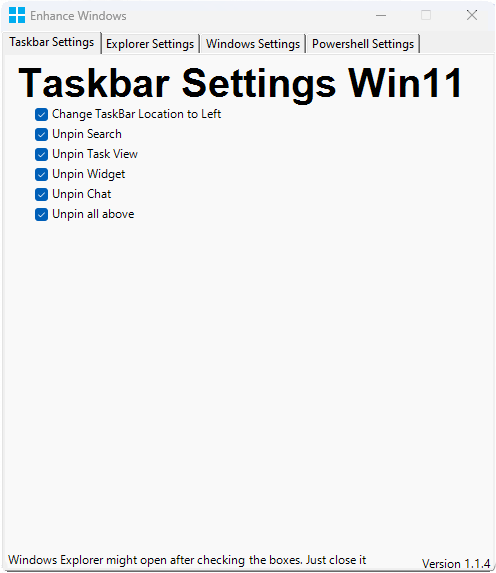 Enhance Windows
Taskbar Settings
Explorer Settings
Windows Settings
Powershell Settings
Taskbar Settings Win11
Change TaskBar Location to Left
Unpin Search
Unpin Task View
Unpin Widget
Unpin Chat
Unpin all above
Windows Explorer might open after checking the boxes. Just close it
Version 1.1.4